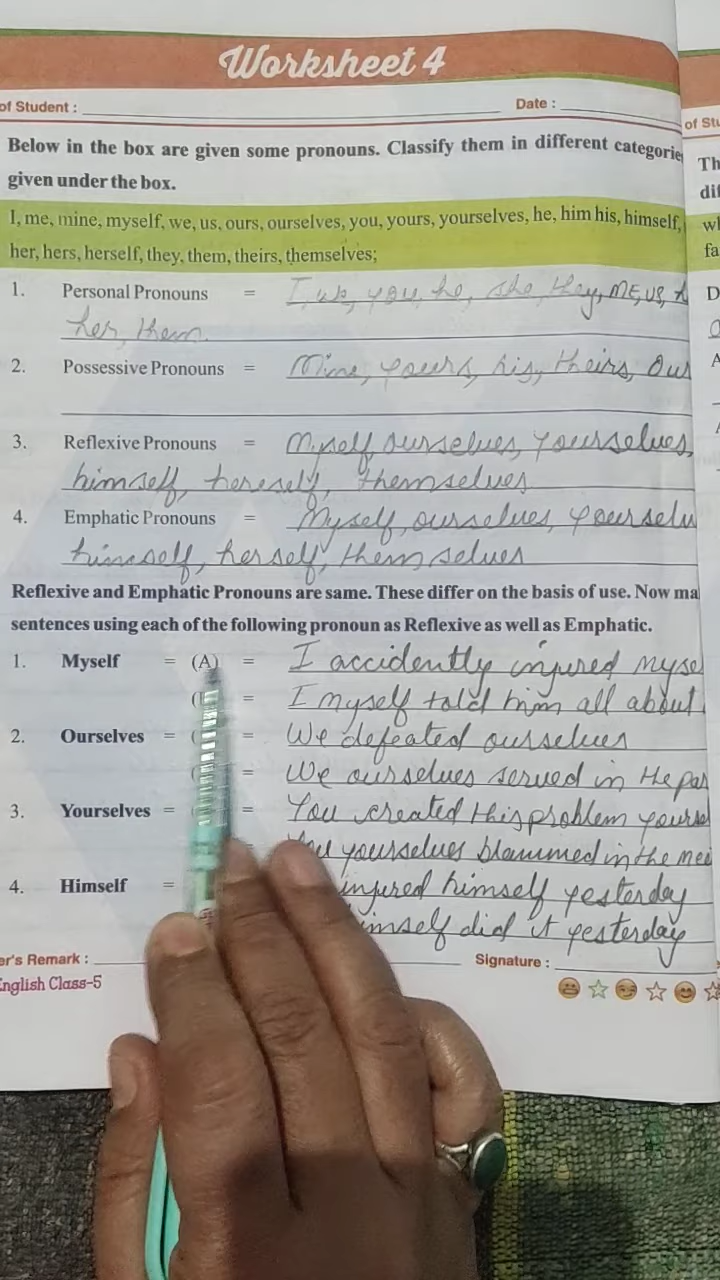 Worksheet 4
of Student :
Date :
Below in the box are given some pronouns. Classify them in different categorie
given under the box.
I, me, mine, myself, we, us, ours, ourselves, you, yours, yourselves, he, him his, himself,
her, hers, herself, they, them, theirs, themselves;
1. Personal Pronouns = I, we, you, he, she, they, ME, US, h
her, them.
2. Possessive Pronouns = Mine, yours, his, theirs, Our
3. Reflexive Pronouns = Myself, ourselves, yourselves,
himself, heresely, themselves
4. Emphatic Pronouns = Myself, ourselves, yourselv
himself, herself, themselves
Reflexive and Emphatic Pronouns are same. These differ on the basis of use. Now ma
sentences using each of the following pronoun as Reflexive as well as Emphatic.
1. Myself = (A) = I accidently injured myse
= I myself told him all about
2. Ourselves = = We defeated ourselves
= We ourselves served in the par
3. Yourselves = = You created this problem yoursel
yourselves blammed in the mee
4. Himself = injured himself yesterday
himself did it yesterday
er's Remark :
Signature :
English Class-5
of Stu
Th
dif
wh
fa
D
A